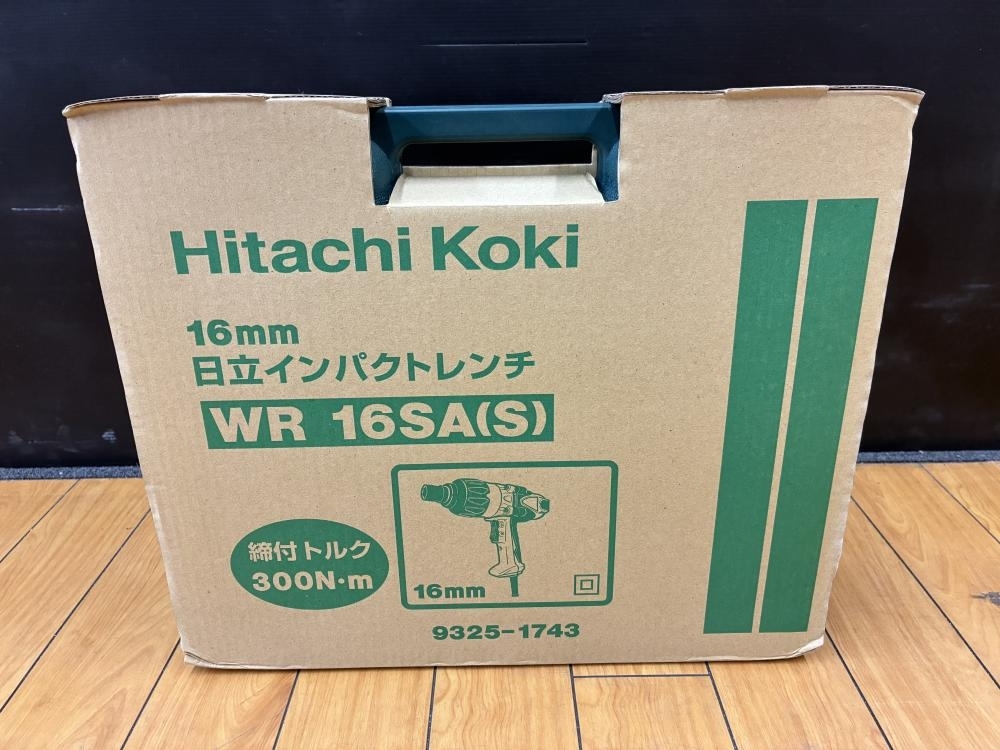 Hitachi Koki
16mm
日立インパクトレンチ
WR 16SA(S)
締付トルク
300N･m
16mm
9325-1743